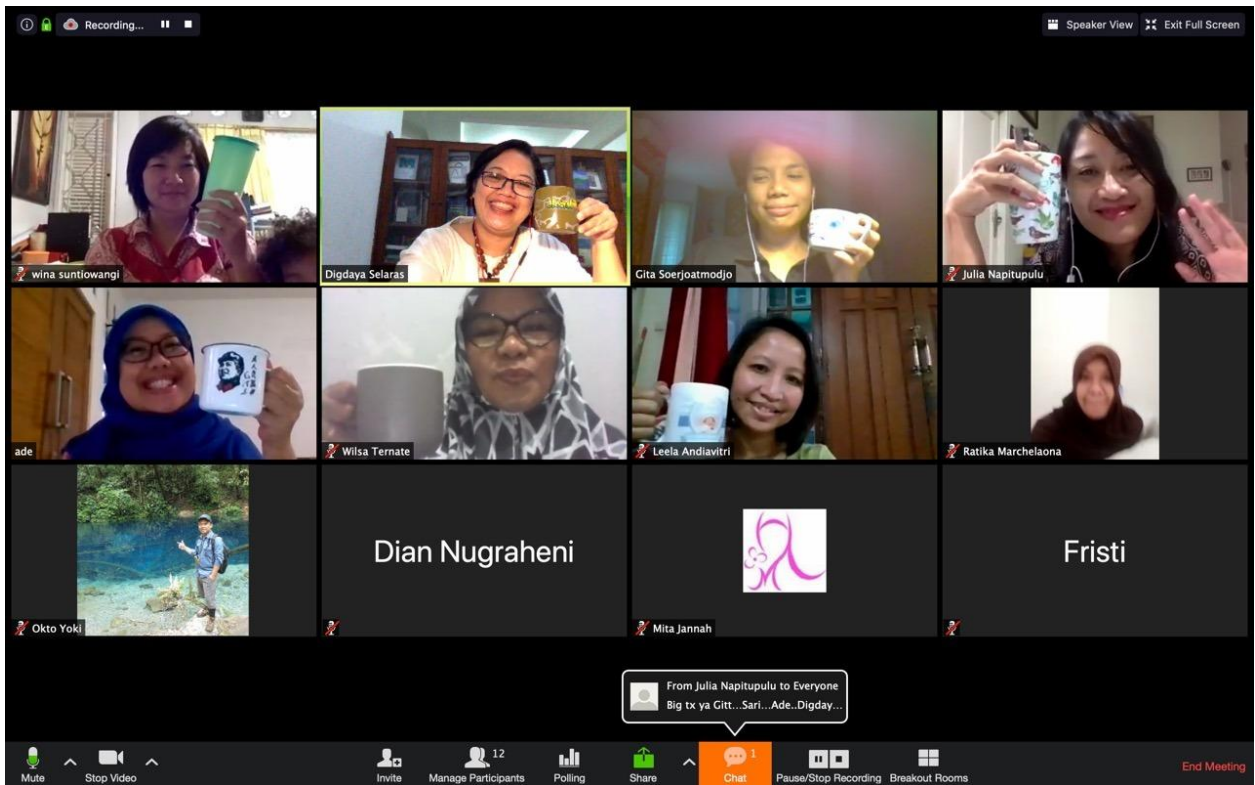 Recording...
Speaker View
Exit Full Screen
wina suntiowangi
Digdaya Selaras
Gita Soerjoatmodjo
Julia Napitupulu
ade
Wilsa Ternate
Leela Andiavitri
Ratika Marchelaona
Okto Yoki
Dian Nugraheni
Mita Jannah
Fristi
From Julia Napitupulu to Everyone
Big tx ya Gitt...Sari...Ade..Digday...
Mute
Stop Video
Invite
12
Manage Participants
Polling
Share
1
Chat
Pause/Stop Recording
Breakout Rooms
End Meeting